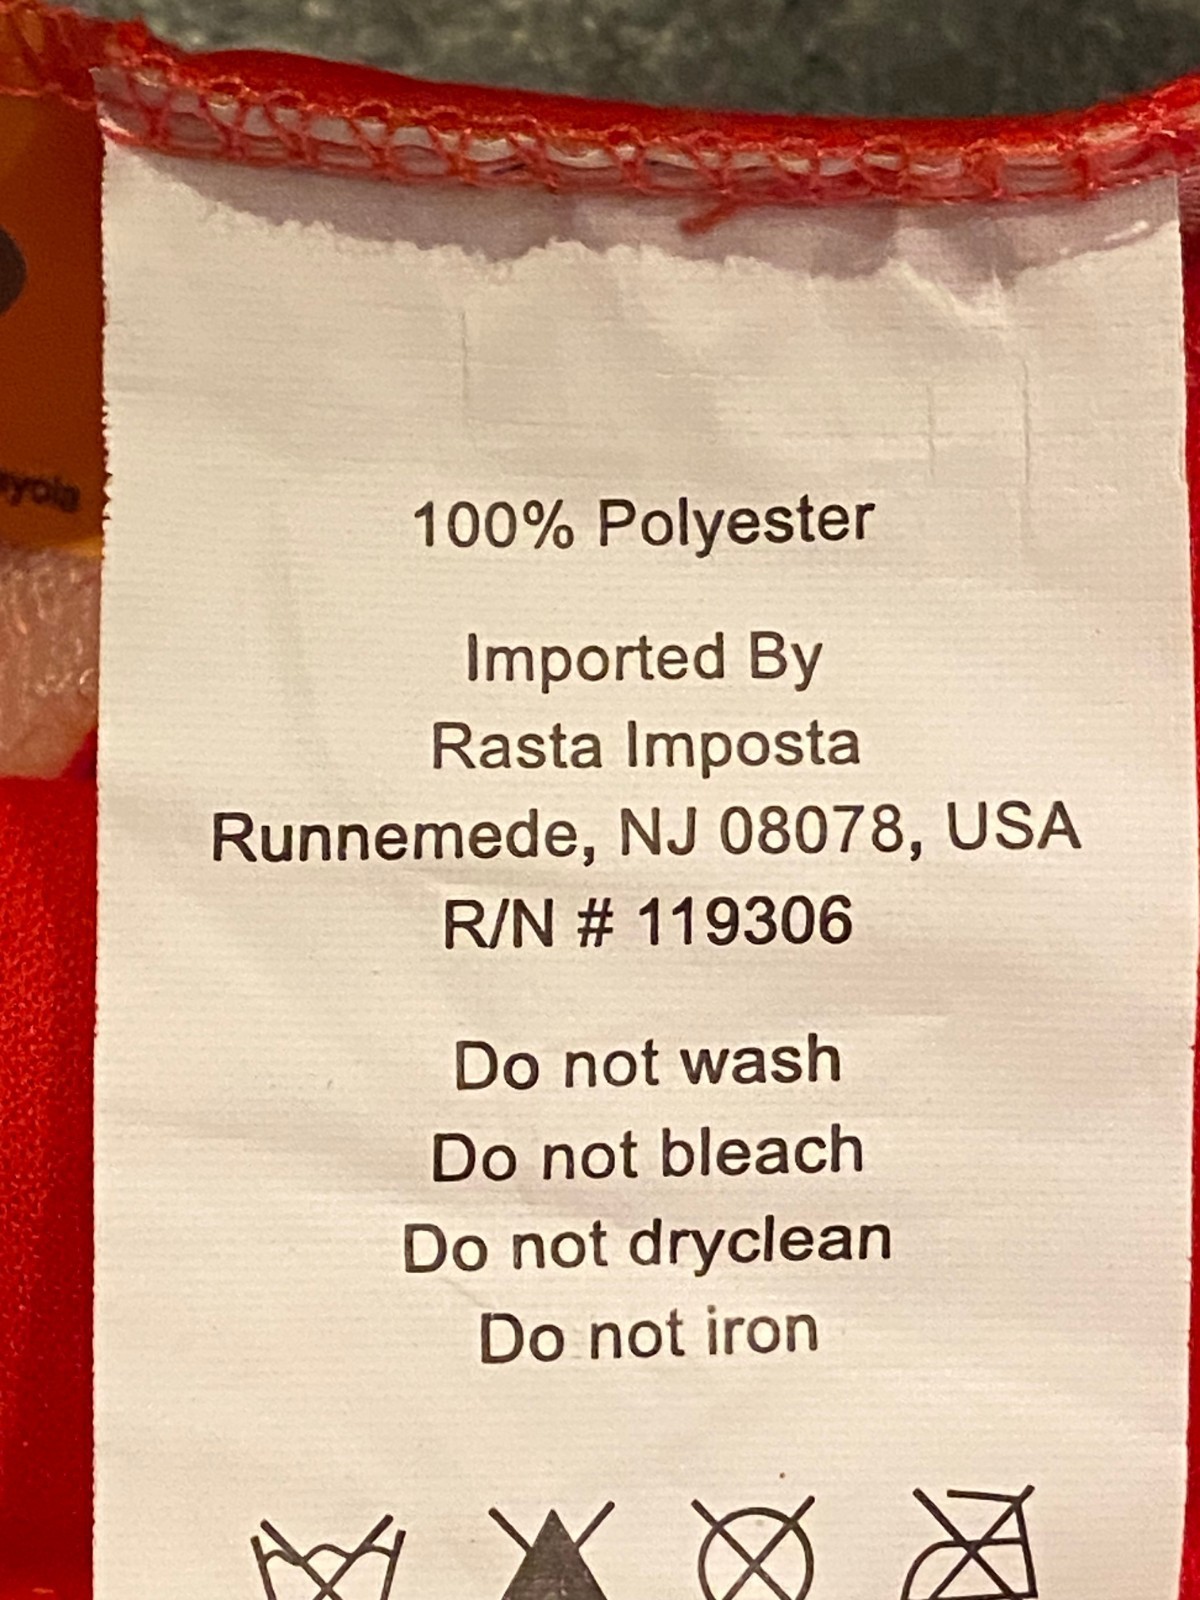 100% Polyester
Imported By
Rasta Imposta
Runnemede, NJ 08078, USA
R/N # 119306
Do not wash
Do not bleach
Do not dryclean
Do not iron